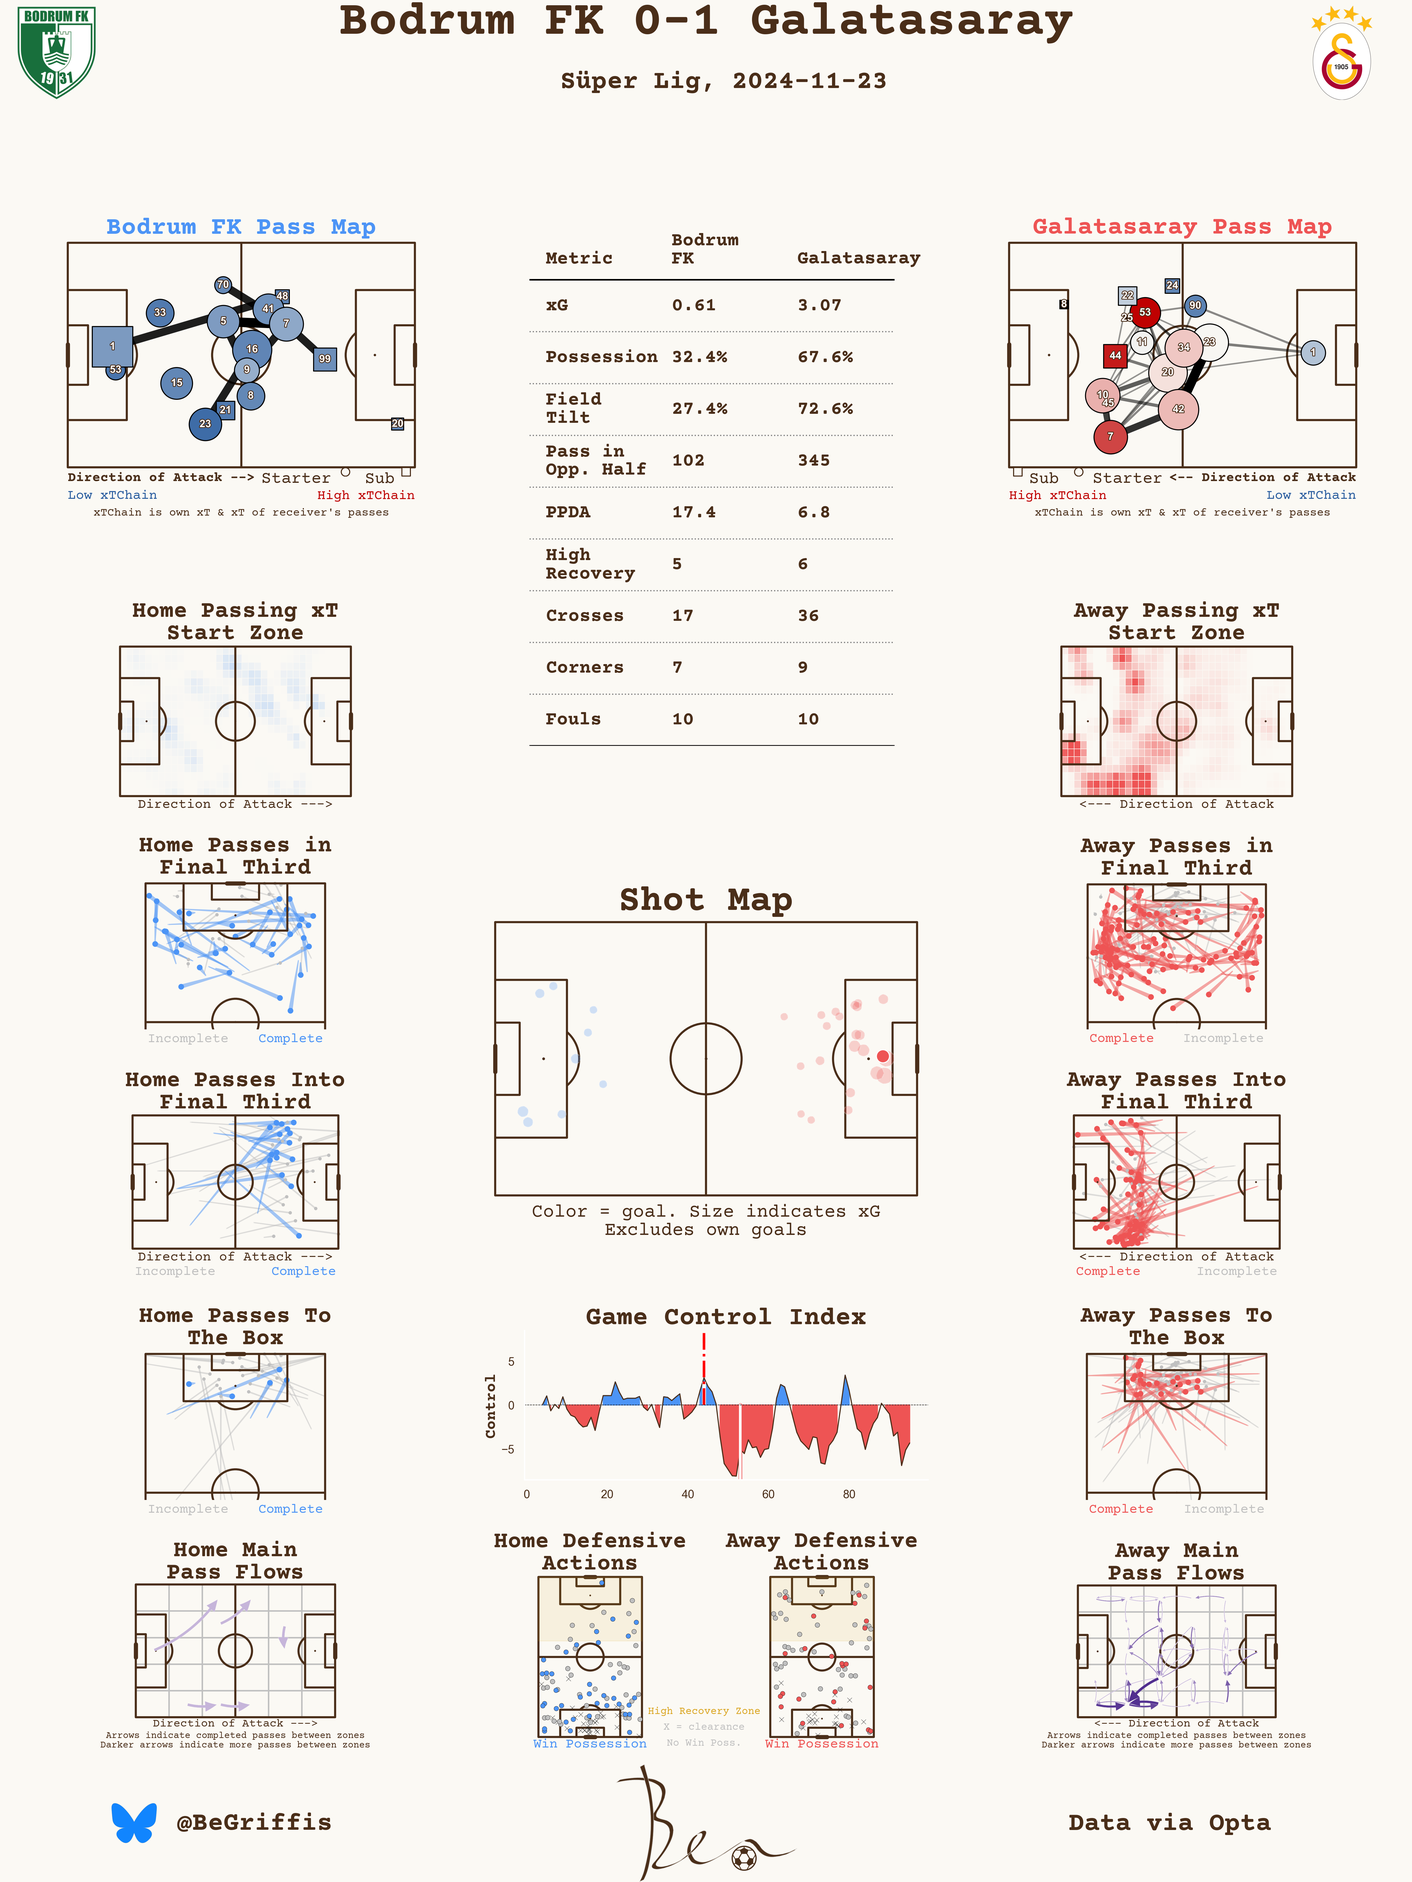 Bodrum FK 0-1 Galatasaray
Süper Lig, 2024-11-23
BODRUM FK
19 31
1905
Bodrum FK Pass Map
70
48
33
41
5
7
1
16
99
53
9
15
8
21
23
20
Direction of Attack --> Starter Sub
Low xTChain High xTChain
xTChain is own xT & xT of receiver's passes
Metric Bodrum FK Galatasaray
xG 0.61 3.07
Possession 32.4% 67.6%
Field Tilt 27.4% 72.6%
Pass in Opp. Half 102 345
PPDA 17.4 6.8
High Recovery 5 6
Crosses 17 36
Corners 7 9
Fouls 10 10
Galatasaray Pass Map
24
22
8
90
53
25
11
34
23
1
44
20
10
45
42
7
Sub Starter <-- Direction of Attack
High xTChain Low xTChain
xTChain is own xT & xT of receiver's passes
Home Passing xT
Start Zone
Direction of Attack --->
Away Passing xT
Start Zone
<--- Direction of Attack
Home Passes in
Final Third
Incomplete Complete
Shot Map
Color = goal. Size indicates xG
Excludes own goals
Away Passes in
Final Third
Complete Incomplete
Home Passes Into
Final Third
Direction of Attack --->
Incomplete Complete
Away Passes Into
Final Third
<--- Direction of Attack
Complete Incomplete
Home Passes To
The Box
Incomplete Complete
Game Control Index
Control
5
0
−5
0 20 40 60 80
Away Passes To
The Box
Complete Incomplete
Home Main
Pass Flows
Direction of Attack --->
Arrows indicate completed passes between zones
Darker arrows indicate more passes between zones
Home Defensive
Actions
Win Possession
Away Defensive
Actions
Win Possession
High Recovery Zone
X = clearance
No Win Poss.
Away Main
Pass Flows
<--- Direction of Attack
Arrows indicate completed passes between zones
Darker arrows indicate more passes between zones
@BeGriffis
Ben
Data via Opta